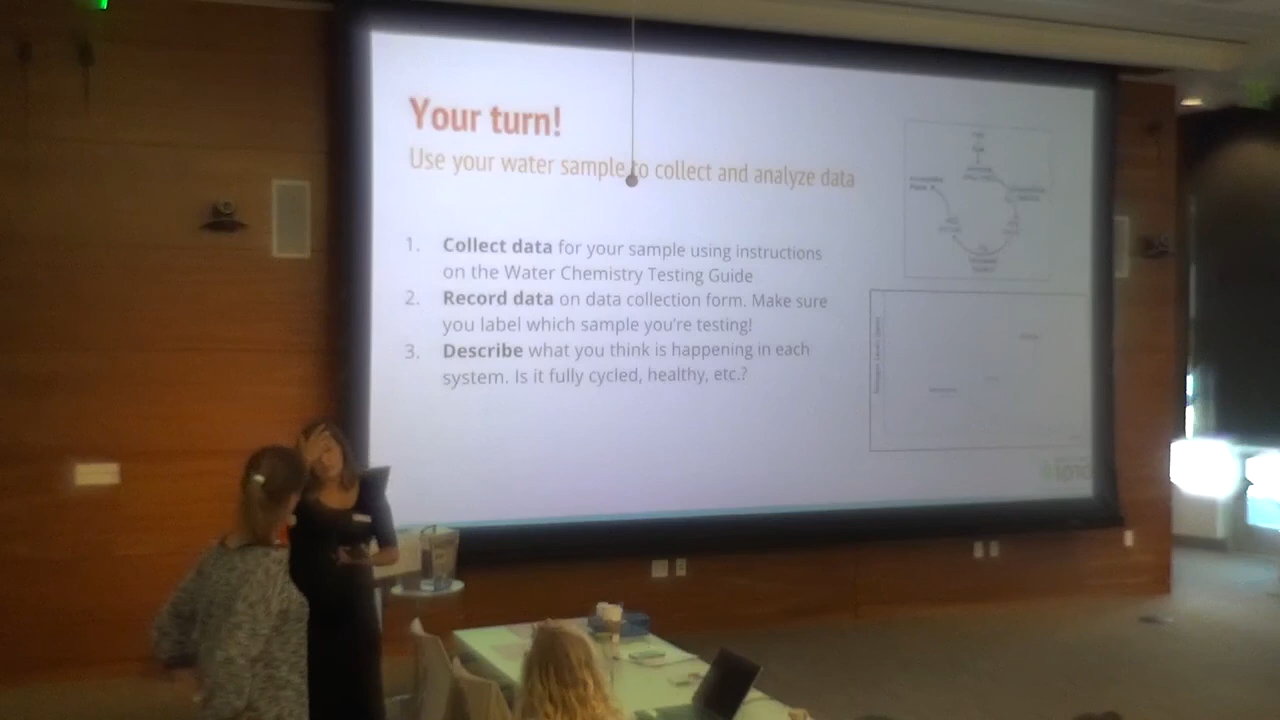 Your turn!
Use your water sample to collect and analyze data
1. Collect data for your sample using instructions
on the Water Chemistry Testing Guide
2. Record data on data collection form. Make sure
you label which sample you're testing!
3. Describe what you think is happening in each
system. Is it fully cycled, healthy, etc.?